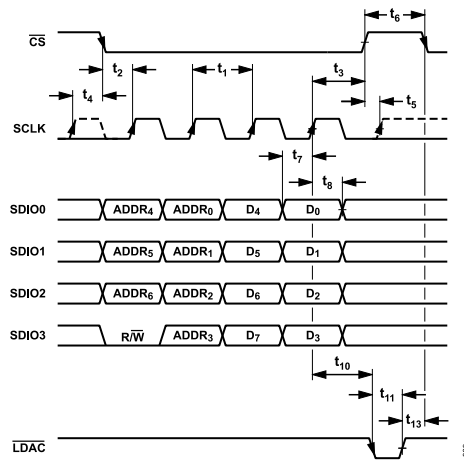 t6
CS
t2
t1
t3
t4
t5
SCLK
t7
t8
SDIO0
ADDR4
ADDR0
D4
D0
SDIO1
ADDR5
ADDR1
D5
D1
SDIO2
ADDR6
ADDR2
D6
D2
SDIO3
R/W
ADDR3
D7
D3
t10
t11
t13
LDAC